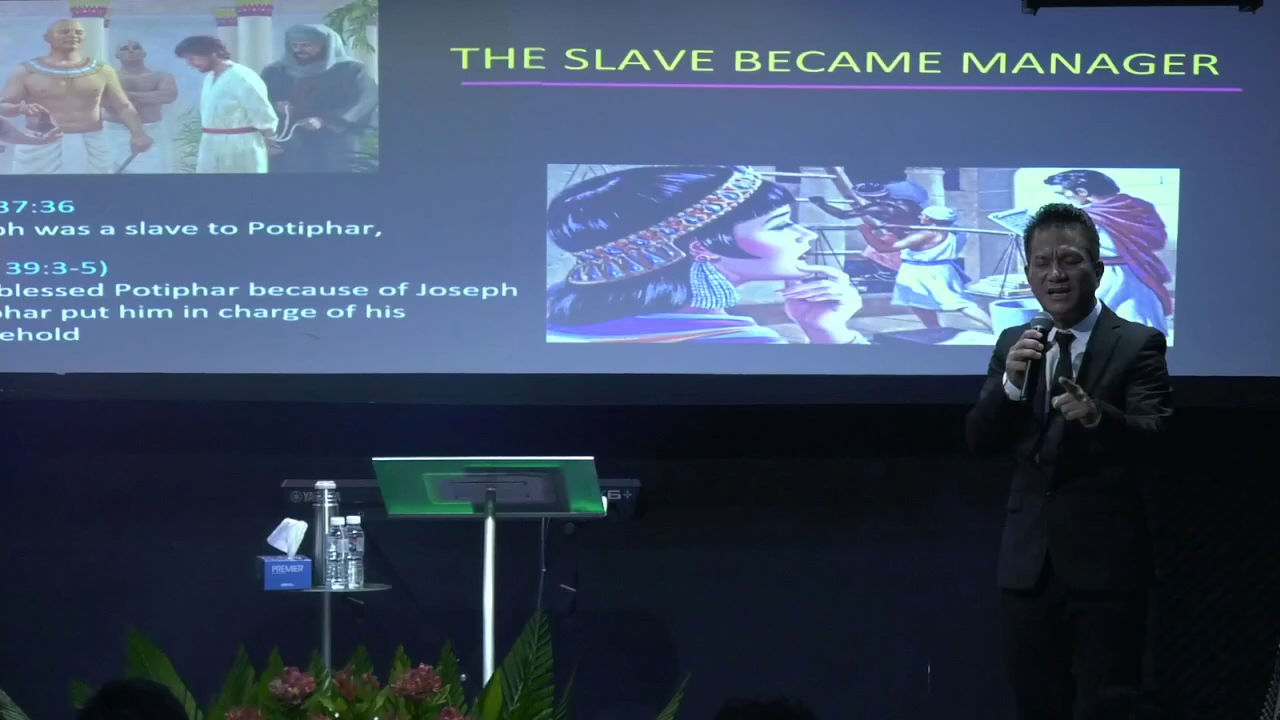 THE SLAVE BECAME MANAGER
37:36
ph was a slave to Potiphar,
39:3-5)
blessed Potiphar because of Joseph
phar put him in charge of his
ehold
PREMIER
6+